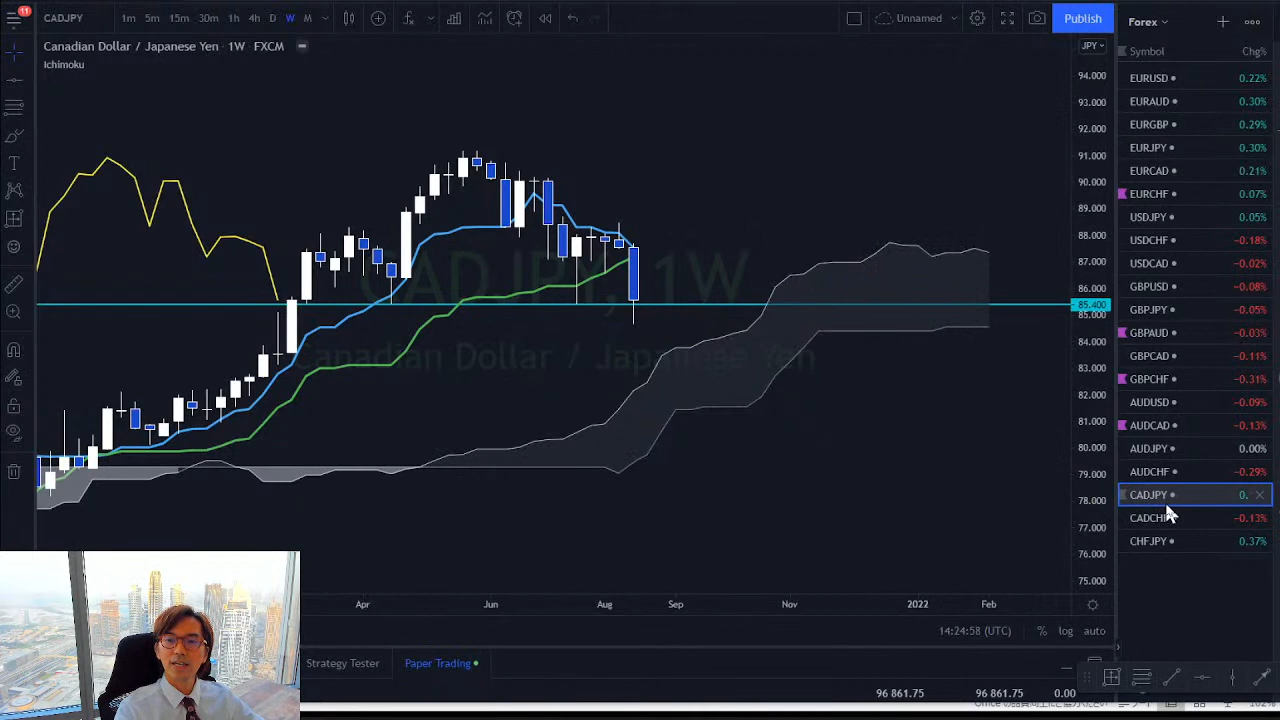 11
CADJPY 1m 5m 15m 30m 1h 4h D W M Unnamed Publish
Canadian Dollar / Japanese Yen · 1W · FXCM
Ichimoku
JPY
CADJPY, 1W
Canadian Dollar / Japanese Yen
94.000
93.000
92.000
91.000
90.000
89.000
88.000
87.000
86.000
85.400
85.000
84.000
83.000
82.000
81.000
80.000
79.000
78.000
77.000
76.000
75.000
Apr Jun Aug Sep Nov 2022 Feb
14:24:58 (UTC) % log auto
Strategy Tester Paper Trading
96 861.75 96 861.75 0.00
Forex
Symbol Chg%
EURUSD 0.22%
EURAUD 0.30%
EURGBP 0.29%
EURJPY 0.30%
EURCAD 0.21%
EURCHF 0.07%
USDJPY 0.05%
USDCHF −0.18%
USDCAD −0.02%
GBPUSD −0.08%
GBPJPY −0.05%
GBPAUD −0.03%
GBPCAD −0.11%
GBPCHF −0.31%
AUDUSD −0.09%
AUDCAD −0.13%
AUDJPY 0.00%
AUDCHF −0.29%
CADJPY 0.
CADCHF −0.13%
CHFJPY 0.37%
102%